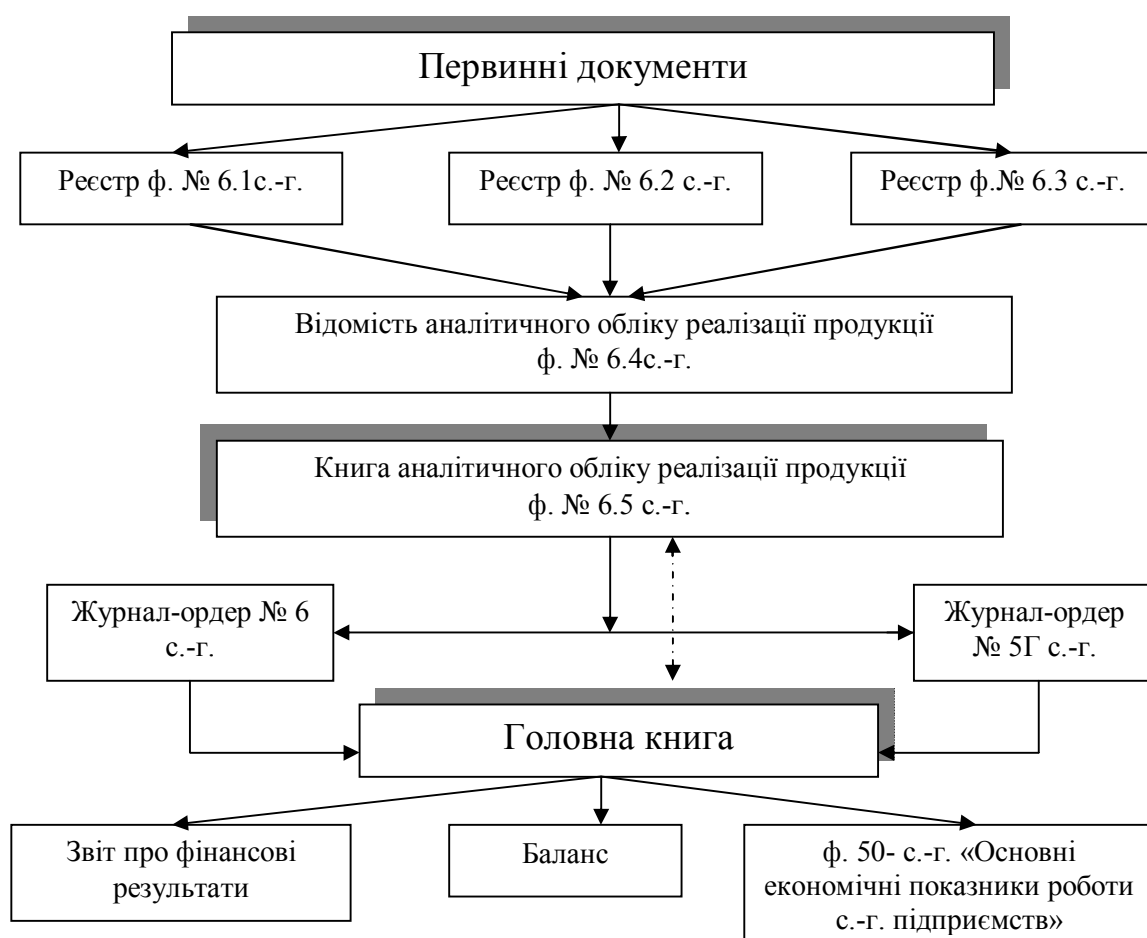 Первинні документи
Реєстр ф. № 6.1с.-г.
Реєстр ф. № 6.2 с.-г.
Реєстр ф.№ 6.3 с.-г.
Відомість аналітичного обліку реалізації продукції
ф. № 6.4с.-г.
Книга аналітичного обліку реалізації продукції
ф. № 6.5 с.-г.
Журнал-ордер № 6
с.-г.
Журнал-ордер
№ 5Г с.-г.
Головна книга
Звіт про фінансові
результати
Баланс
ф. 50- с.-г. «Основні
економічні показники роботи
с.-г. підприємств»